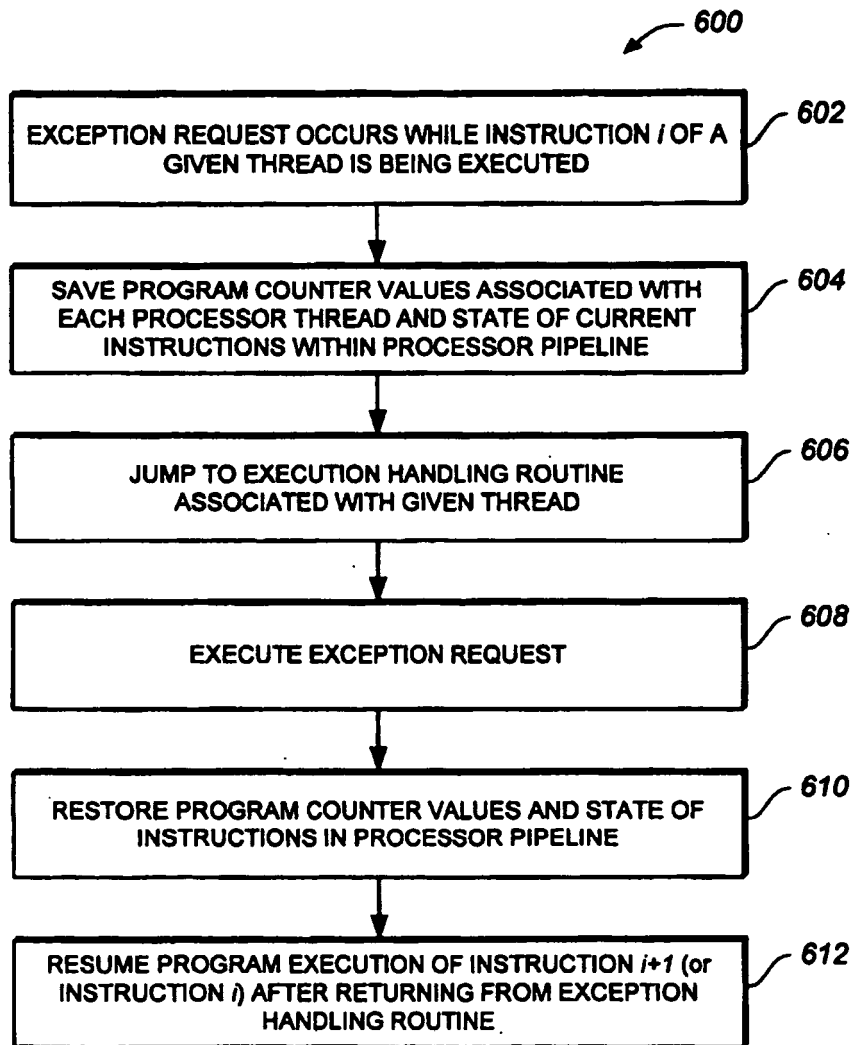 600
602
EXCEPTION REQUEST OCCURS WHILE INSTRUCTION i OF A
GIVEN THREAD IS BEING EXECUTED
604
SAVE PROGRAM COUNTER VALUES ASSOCIATED WITH
EACH PROCESSOR THREAD AND STATE OF CURRENT
INSTRUCTIONS WITHIN PROCESSOR PIPELINE
606
JUMP TO EXECUTION HANDLING ROUTINE
ASSOCIATED WITH GIVEN THREAD
608
EXECUTE EXCEPTION REQUEST
610
RESTORE PROGRAM COUNTER VALUES AND STATE OF
INSTRUCTIONS IN PROCESSOR PIPELINE
612
RESUME PROGRAM EXECUTION OF INSTRUCTION i+1 (or
INSTRUCTION i) AFTER RETURNING FROM EXCEPTION
HANDLING ROUTINE